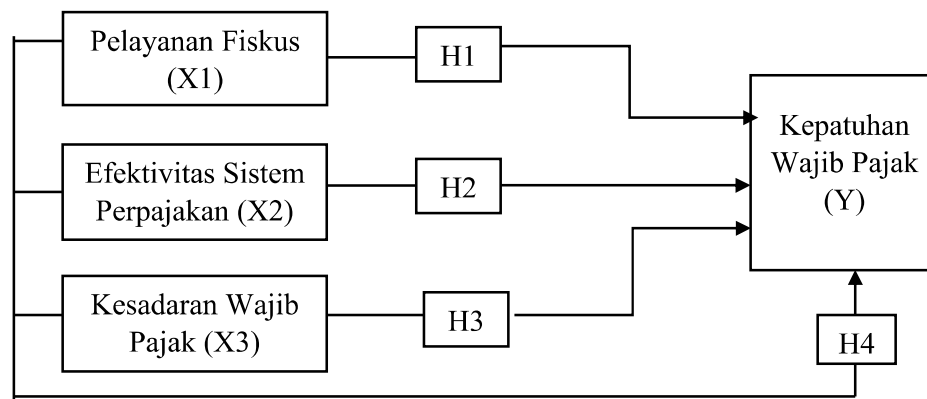 Pelayanan Fiskus
(X1)
H1
Efektivitas Sistem
Perpajakan (X2)
H2
Kesadaran Wajib
Pajak (X3)
H3
Kepatuhan
Wajib Pajak
(Y)
H4